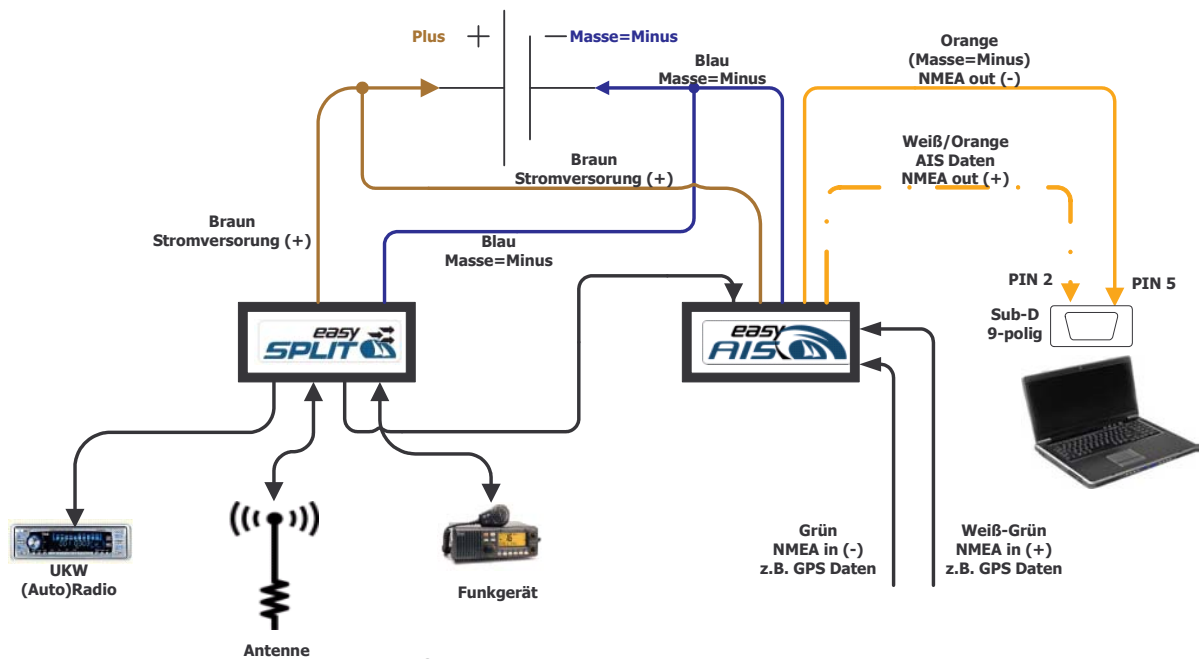 Plus
Masse=Minus
Blau
Masse=Minus
Orange
(Masse=Minus)
NMEA out (-)
Weiß/Orange
AIS Daten
NMEA out (+)
Braun
Stromversorung (+)
Braun
Stromversorung (+)
Blau
Masse=Minus
PIN 2
PIN 5
Sub-D
9-polig
easy
SPLIT
easy
AIS
16
UKW
(Auto)Radio
Antenne
Funkgerät
Grün
NMEA in (-)
z.B. GPS Daten
Weiß-Grün
NMEA in (+)
z.B. GPS Daten